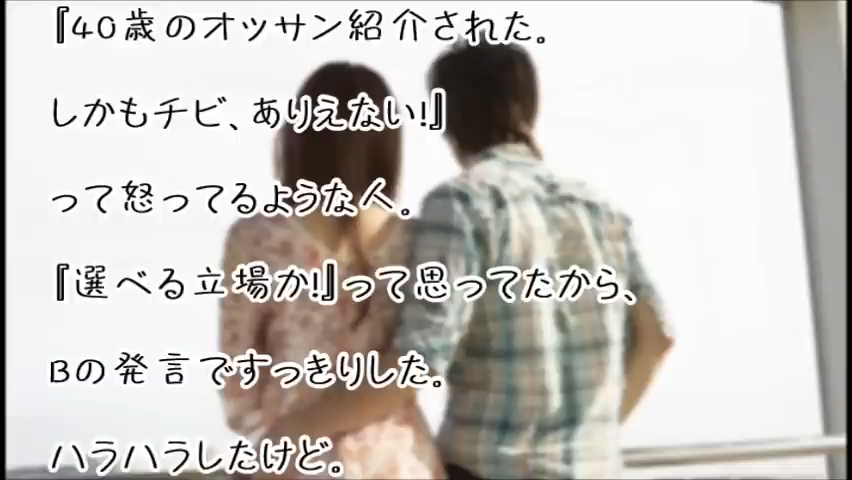 『40歳のオッサン紹介された。
しかもチビ、ありえない!』
って怒ってるような人。
『選べる立場か!』って思ってたから、
Bの発言ですっきりした。
ハラハラしたけど。